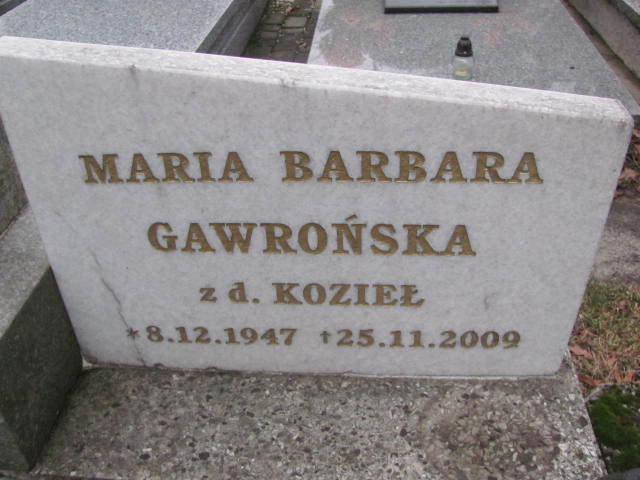 MARIA BARBARA
GAWROŃSKA
z d. KOZIEŁ
*8.12.1947 †25.11.2009